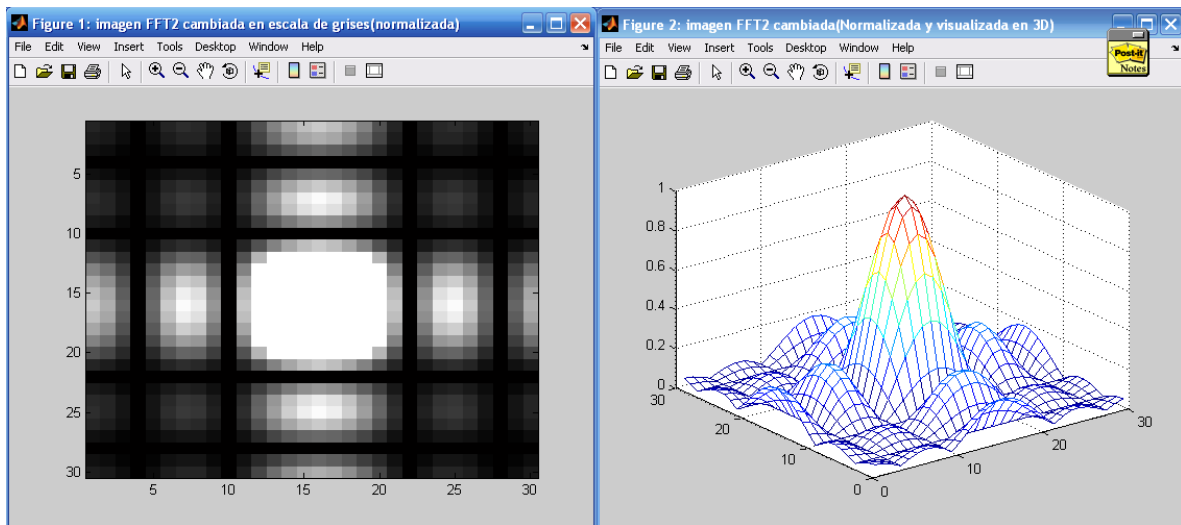 Figure 1: imagen FFT2 cambiada en escala de grises(normalizada)
File Edit View Insert Tools Desktop Window Help
5
10
15
20
25
30
5 10 15 20 25 30
Figure 2: imagen FFT2 cambiada(Normalizada y visualizada en 3D)
File Edit View Insert Tools Desktop Window Help
Post-it
Notes
1
0.8
0.6
0.4
0.2
0
30
20
10
0
0
10
20
30